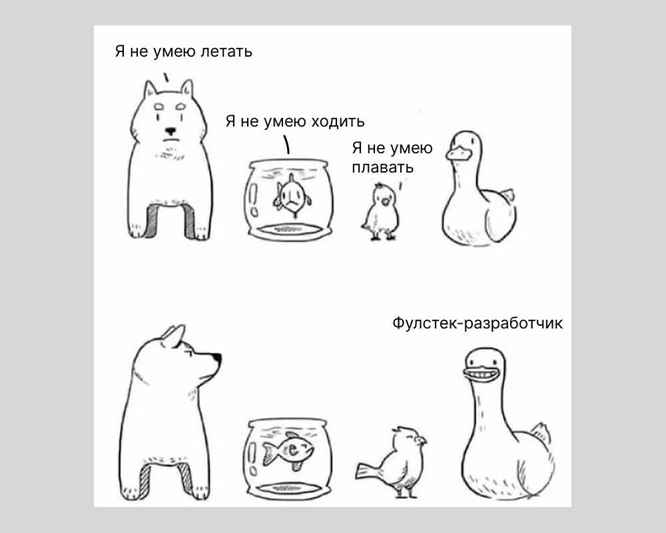 Я не умею летать
Я не умею ходить
Я не умею
плавать
Фулстек-разработчик